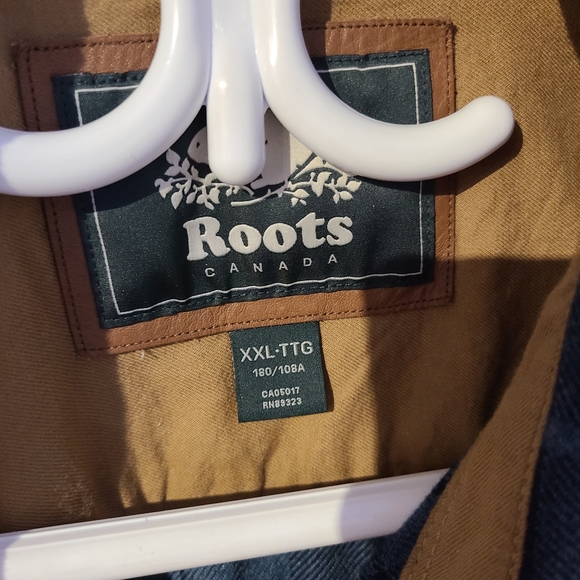 Roots
CANADA
XXL·TTG
180/108A
CA05017
RN89323